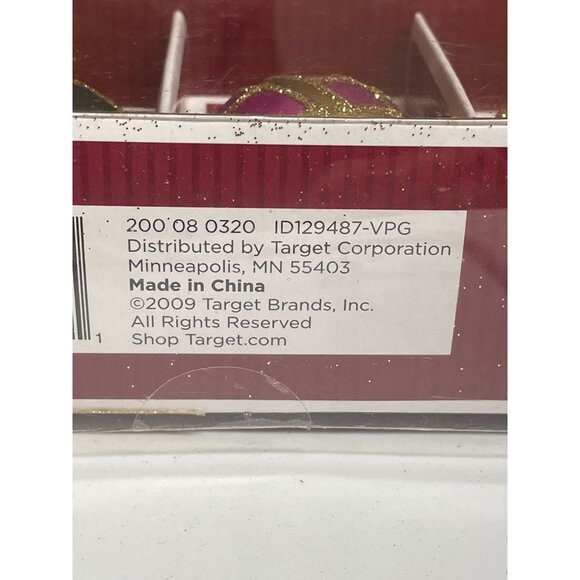 200 08 0320 ID129487-VPG
Distributed by Target Corporation
Minneapolis, MN 55403
Made in China
©2009 Target Brands, Inc.
All Rights Reserved
Shop Target.com
1